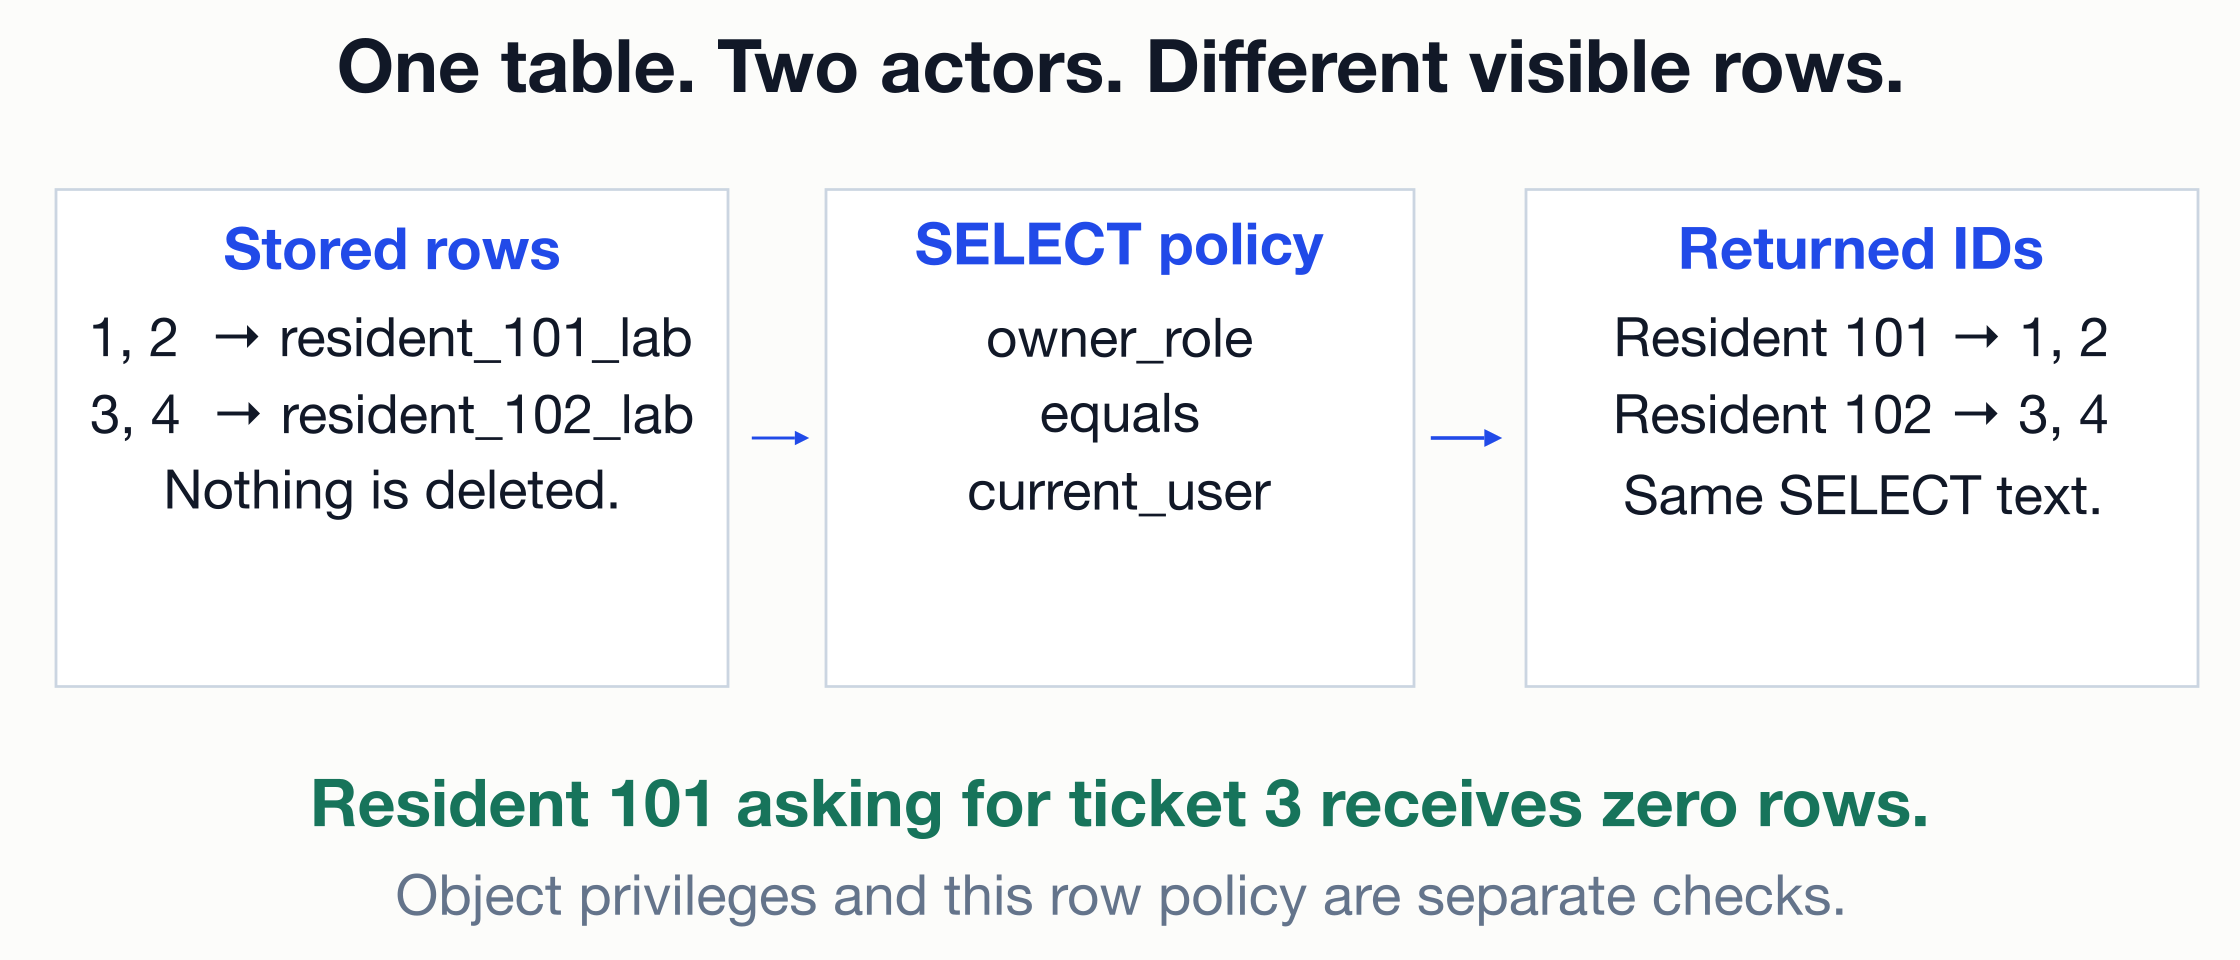 One table. Two actors. Different visible rows.
Stored rows
1, 2 → resident_101_lab
3, 4 → resident_102_lab
Nothing is deleted.
SELECT policy
owner_role
equals
current_user
Returned IDs
Resident 101 → 1, 2
Resident 102 → 3, 4
Same SELECT text.
Resident 101 asking for ticket 3 receives zero rows.
Object privileges and this row policy are separate checks.